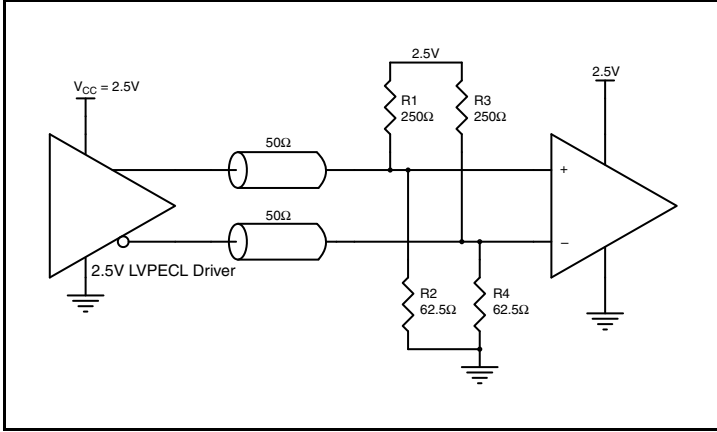 2.5V
V_CC = 2.5V
2.5V
R1
250Ω
R3
250Ω
50Ω
+
50Ω
–
2.5V LVPECL Driver
R2
62.5Ω
R4
62.5Ω